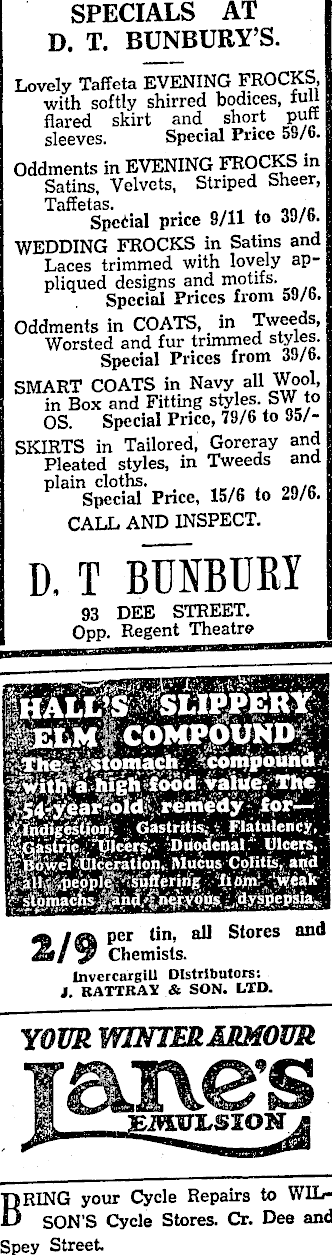 SPECIALS AT
D. T. BUNBURY'S.
Lovely Taffeta EVENING FROCKS,
with softly shirred bodices, full
flared skirt and short puff
sleeves. Special Price 59/6.
Oddments in EVENING FROCKS in
Satins, Velvets, Striped Sheer,
Taffetas.
Special price 9/11 to 39/6.
WEDDING FROCKS in Satins and
Laces trimmed with lovely ap-
pliqued designs and motifs.
Special Prices from 59/6.
Oddments in COATS, in Tweeds,
Worsted and fur trimmed styles.
Special Prices from 39/6.
SMART COATS in Navy all Wool,
in Box and Fitting styles. SW to
OS. Special Price, 79/6 to 95/-
SKIRTS in Tailored, Goreray and
Pleated styles, in Tweeds and
plain cloths.
Special Price, 15/6 to 29/6.
CALL AND INSPECT.
D. T BUNBURY
93 DEE STREET.
Opp. Regent Theatre
HALL'S SLIPPERY
ELM COMPOUND
The stomach compound
with a high food value. The
54-year-old remedy for—
Indigestion, Gastritis, Flatulency,
Gastric Ulcers, Duodenal Ulcers,
Bowel Ulceration, Mucus Colitis, and
all people suffering from weak
stomachs and nervous dyspepsia
2/9 per tin, all Stores and
Chemists.
Invercargill Distributors:
J. RATTRAY & SON. LTD.
YOUR WINTER ARMOUR
Lane's
EMULSION
BRING your Cycle Repairs to WIL-
SON'S Cycle Stores. Cr. Dee and
Spey Street.